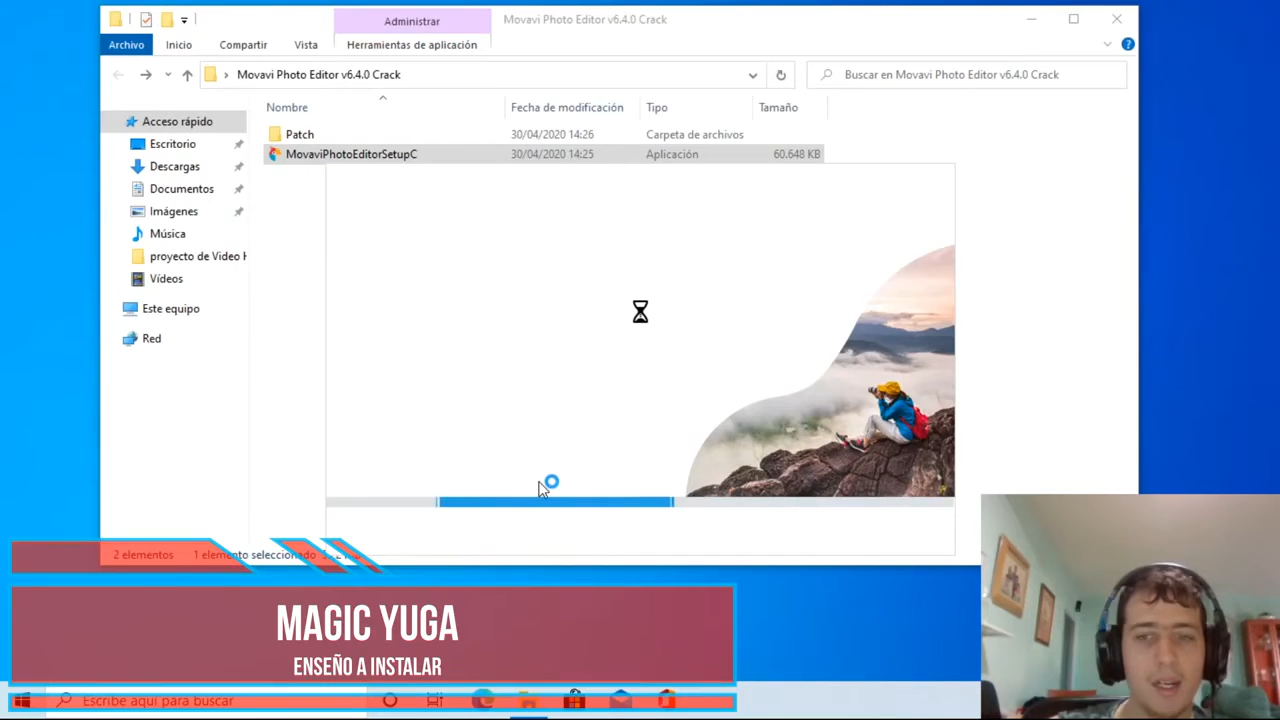 Administrar
Movavi Photo Editor v6.4.0 Crack
Archivo
Inicio
Compartir
Vista
Herramientas de aplicación
Movavi Photo Editor v6.4.0 Crack
Buscar en Movavi Photo Editor v6.4.0 Crack
Nombre
Fecha de modificación
Tipo
Tamaño
Acceso rápido
Patch
30/04/2020 14:26
Carpeta de archivos
Escritorio
MovaviPhotoEditorSetupC
30/04/2020 14:25
Aplicación
60.648 KB
Descargas
Documentos
Imágenes
Música
proyecto de Video
Vídeos
Este equipo
Red
2 elementos
1 elemento seleccionado
MAGIC YUGA
ENSEÑO A INSTALAR
Escribe aquí para buscar